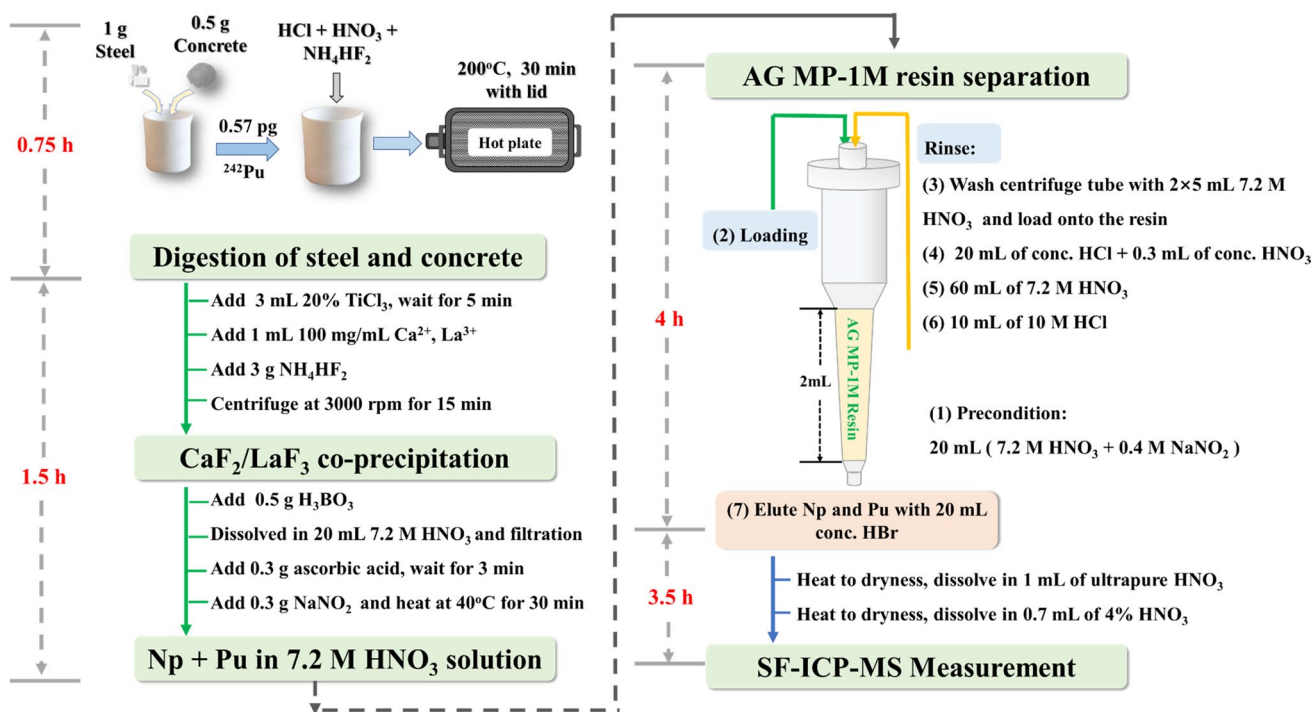 1 g
Steel
0.5 g
Concrete
0.57 pg
²⁴²Pu
HCl + HNO₃ +
NH₄HF₂
200°C, 30 min
with lid
Hot plate
0.75 h
Digestion of steel and concrete
Add 3 mL 20% TiCl₃, wait for 5 min
Add 1 mL 100 mg/mL Ca²⁺, La³⁺
Add 3 g NH₄HF₂
Centrifuge at 3000 rpm for 15 min
1.5 h
CaF₂/LaF₃ co-precipitation
Add 0.5 g H₃BO₃
Dissolved in 20 mL 7.2 M HNO₃ and filtration
Add 0.3 g ascorbic acid, wait for 3 min
Add 0.3 g NaNO₂ and heat at 40°C for 30 min
Np + Pu in 7.2 M HNO₃ solution
AG MP-1M resin separation
4 h
(2) Loading
Rinse:
(3) Wash centrifuge tube with 2×5 mL 7.2 M
HNO₃ and load onto the resin
(4) 20 mL of conc. HCl + 0.3 mL of conc. HNO₃
(5) 60 mL of 7.2 M HNO₃
(6) 10 mL of 10 M HCl
2mL
AG MP-1M Resin
(1) Precondition:
20 mL ( 7.2 M HNO₃ + 0.4 M NaNO₂ )
(7) Elute Np and Pu with 20 mL
conc. HBr
3.5 h
Heat to dryness, dissolve in 1 mL of ultrapure HNO₃
Heat to dryness, dissolve in 0.7 mL of 4% HNO₃
SF-ICP-MS Measurement